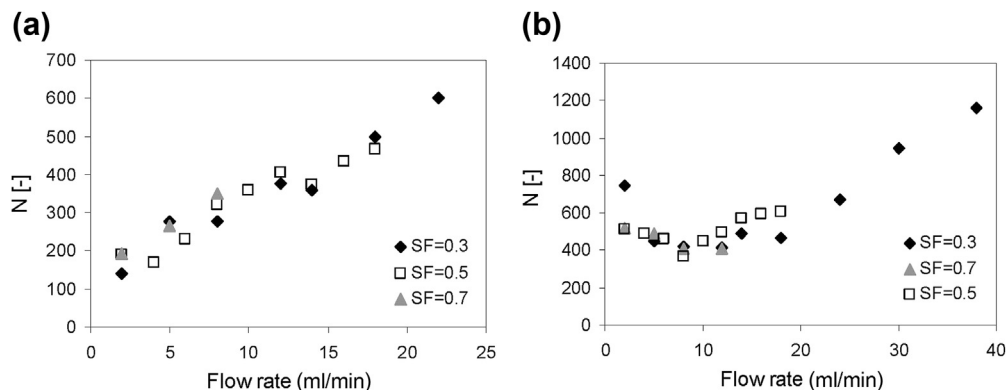 (a)
700
600
500
400
300
200
100
0
N [-]
0 5 10 15 20 25
Flow rate (ml/min)
SF=0.3
SF=0.5
SF=0.7
(b)
1400
1200
1000
800
600
400
200
0
N [-]
0 10 20 30 40
Flow rate (ml/min)
SF=0.3
SF=0.7
SF=0.5